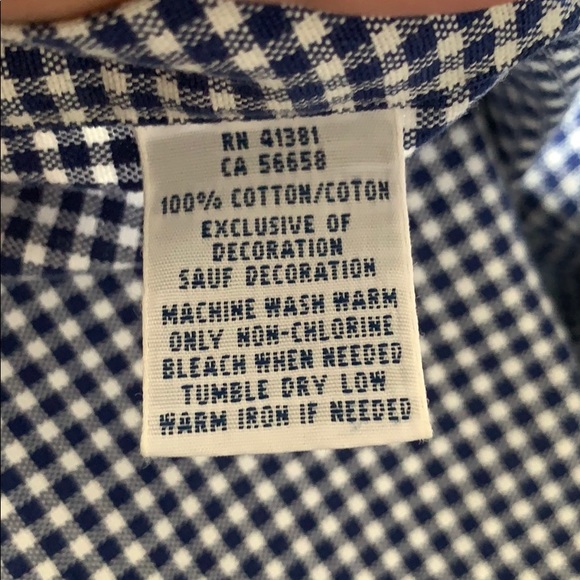 RN 41381
CA 56658
100% COTTON/COTON
EXCLUSIVE OF
DECORATION
SAUF DECORATION
MACHINE WASH WARM
ONLY NON-CHLORINE
BLEACH WHEN NEEDED
TUMBLE DRY LOW
WARM IRON IF NEEDED